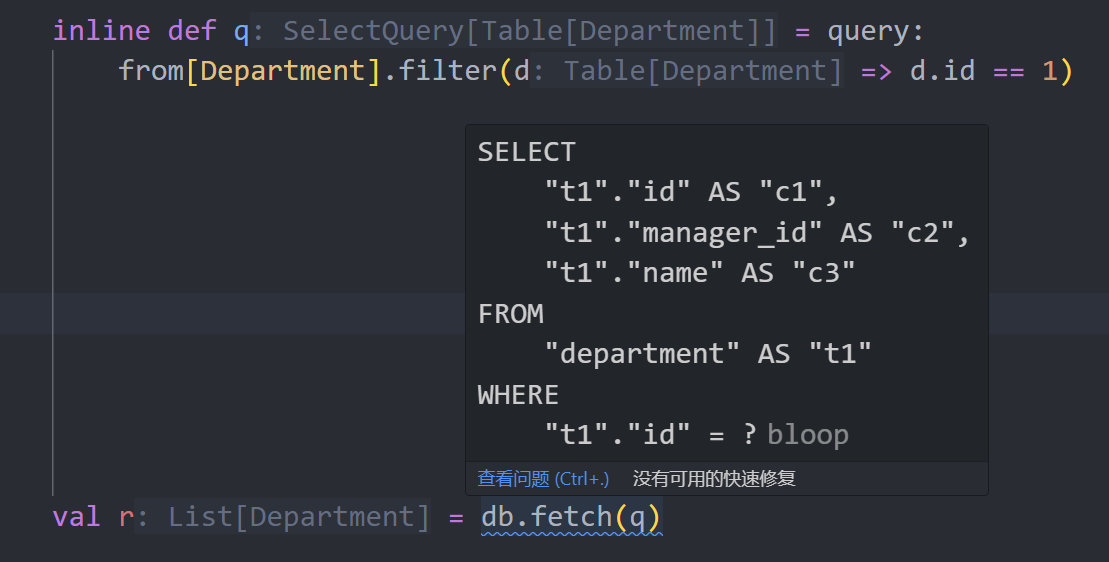 inline def q: SelectQuery[Table[Department]] = query:
from[Department].filter(d: Table[Department] => d.id == 1)
SELECT
"t1"."id" AS "c1",
"t1"."manager_id" AS "c2",
"t1"."name" AS "c3"
FROM
"department" AS "t1"
WHERE
"t1"."id" = ? bloop
查看问题 (Ctrl+.) 没有可用的快速修复
val r: List[Department] = db.fetch(q)